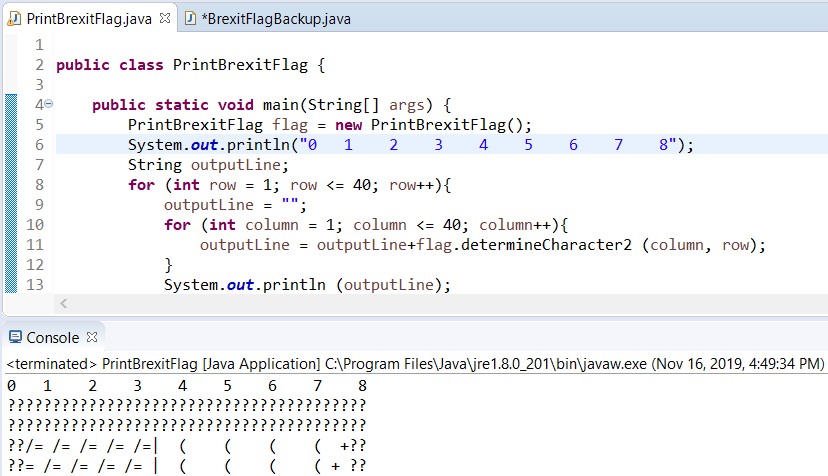 PrintBrexitFlag.java *BrexitFlagBackup.java
1
2 public class PrintBrexitFlag {
3
4 public static void main(String[] args) {
5 PrintBrexitFlag flag = new PrintBrexitFlag();
6 System.out.println("0   1    2    3    4    5    6    7    8");
7 String outputLine;
8 for (int row = 1; row <= 40; row++){
9 outputLine = "";
10 for (int column = 1; column <= 40; column++){
11 outputLine = outputLine+flag.determineCharacter2 (column, row);
12 }
13 System.out.println (outputLine);
Console
<terminated> PrintBrexitFlag [Java Application] C:\Program Files\Java\jre1.8.0_201\bin\javaw.exe (Nov 16, 2019, 4:49:34 PM)
0   1    2    3    4    5    6    7    8
????????????????????????????????????????
????????????????????????????????????????
??/= /= /= /= /=|  (    (    (    (  +??
??= /= /= /= /= |  (    (    (    ( + ??